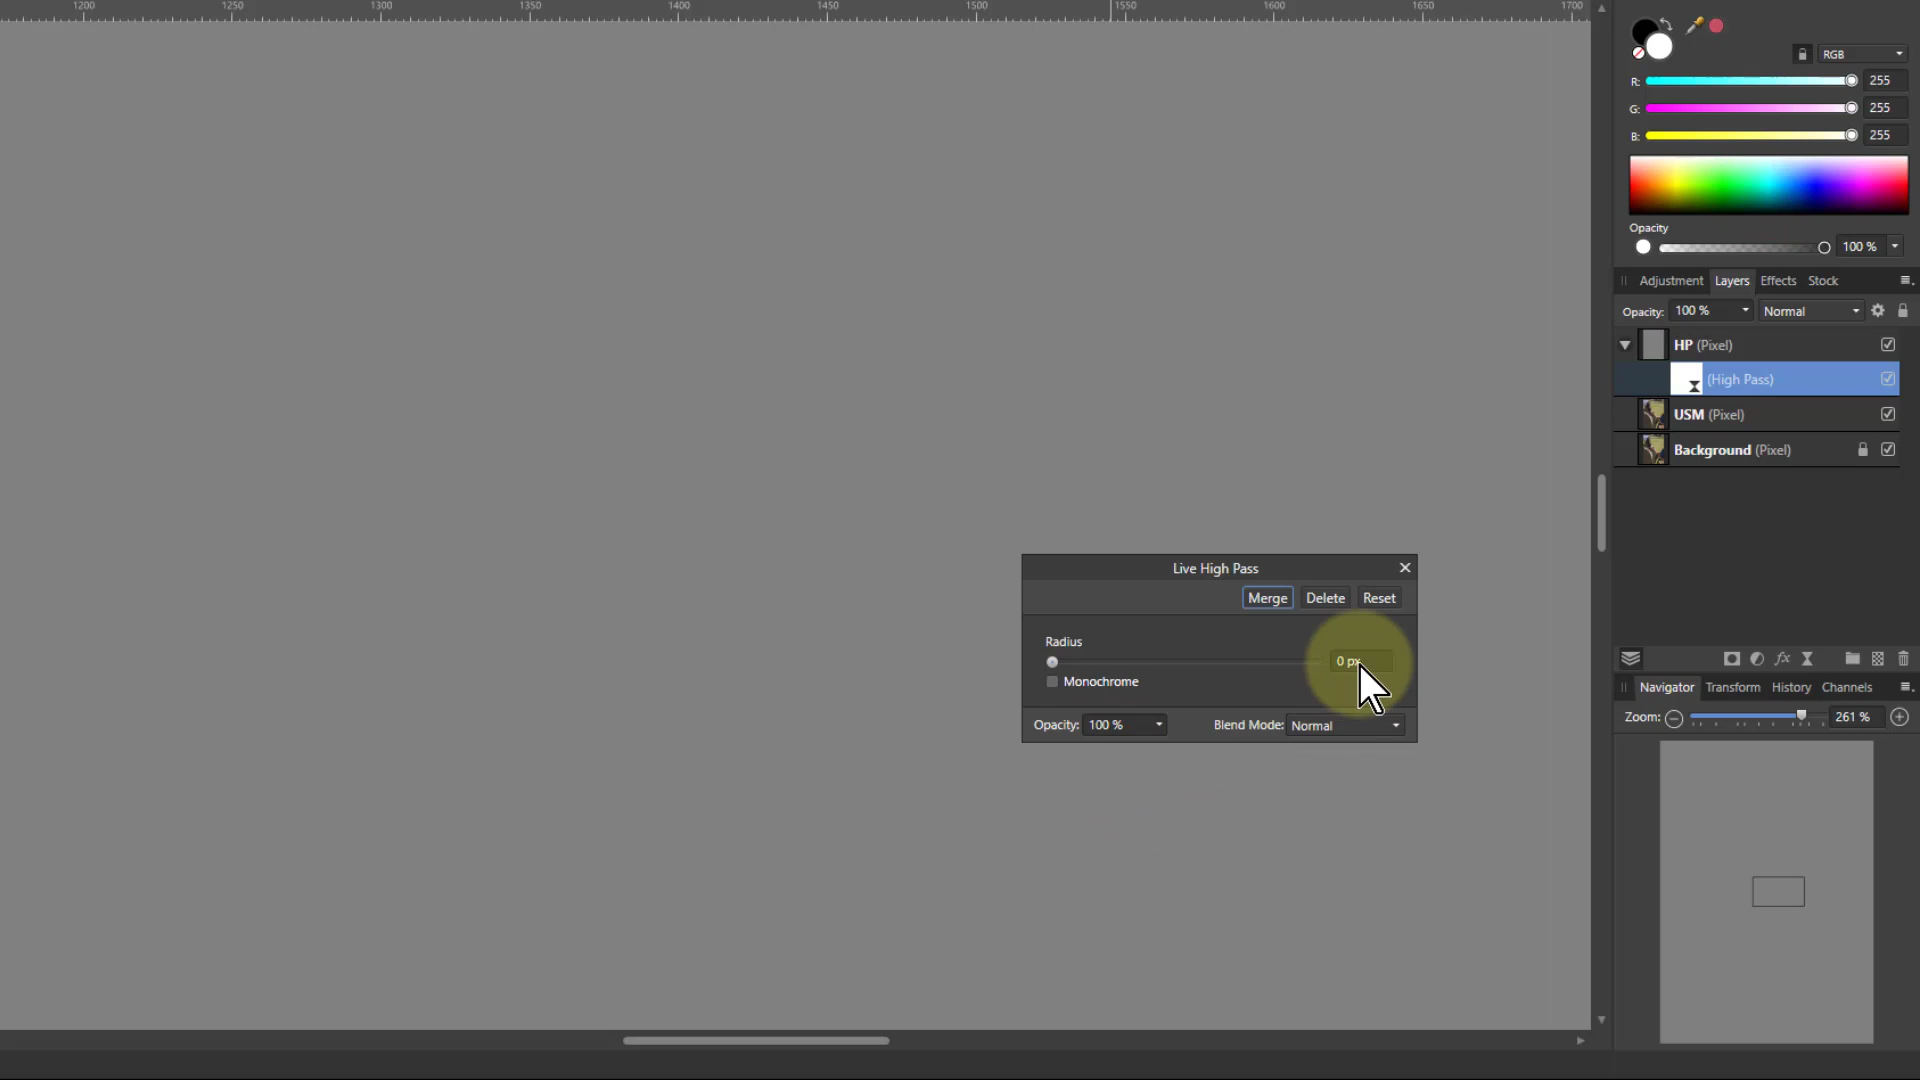 1200 1250 1300 1350 1400 1450 1500 1550 1600 1650 1700
RGB
R: 255
G: 255
B: 255
Opacity
100 %
Adjustment Layers Effects Stock
Opacity: 100 % Normal
HP (Pixel)
(High Pass)
USM (Pixel)
Background (Pixel)
Live High Pass
Merge Delete Reset
Radius
0 px
Monochrome
Opacity: 100 % Blend Mode: Normal
fx
Navigator Transform History Channels
Zoom: 261 %